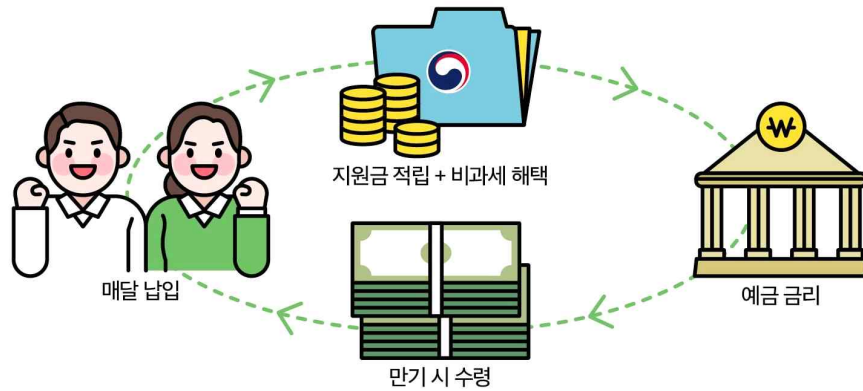 지원금 적립 + 비과세 해택
₩
매달 납입
예금 금리
만기 시 수령